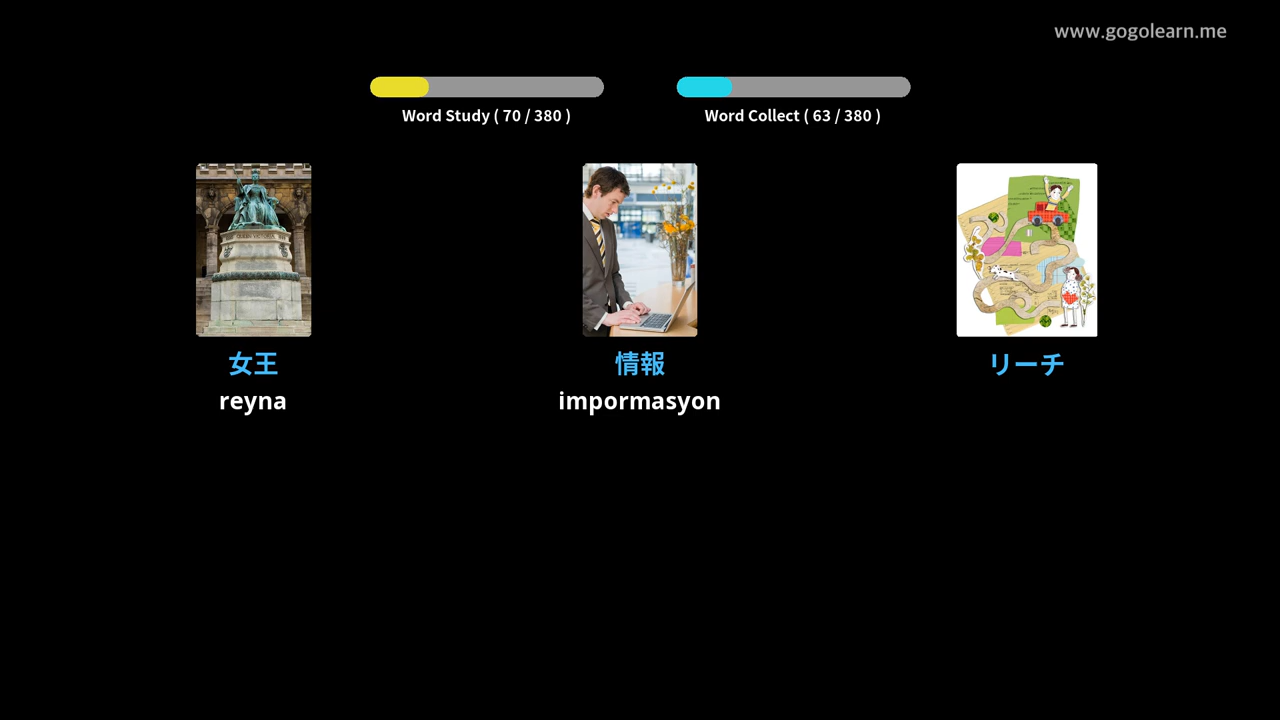 www.gogolearn.me
Word Study ( 70 / 380 )
Word Collect ( 63 / 380 )
女王
情報
リーチ
reyna
impormasyon